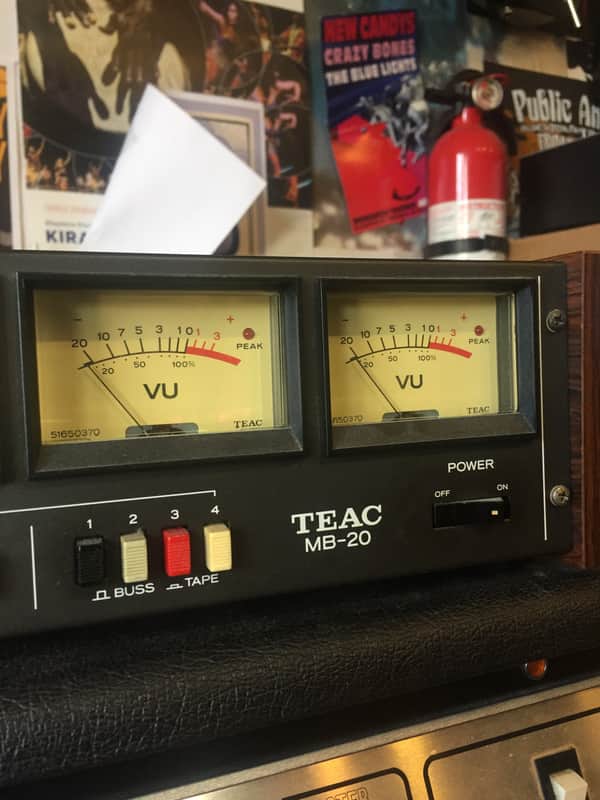 NEW CANDYS
CRAZY BONES
THE BLUE LIGHTS
Public An
KIRA
- +
20 10 7 5 3 1 0 1 3
PEAK
20 50 100%
VU
51650370
TEAC
- +
20 10 7 5 3 1 0 1 3
PEAK
20 50 100%
VU
650370
TEAC
POWER
OFF ON
1 2 3 4
BUSS TAPE
TEAC
MB-20